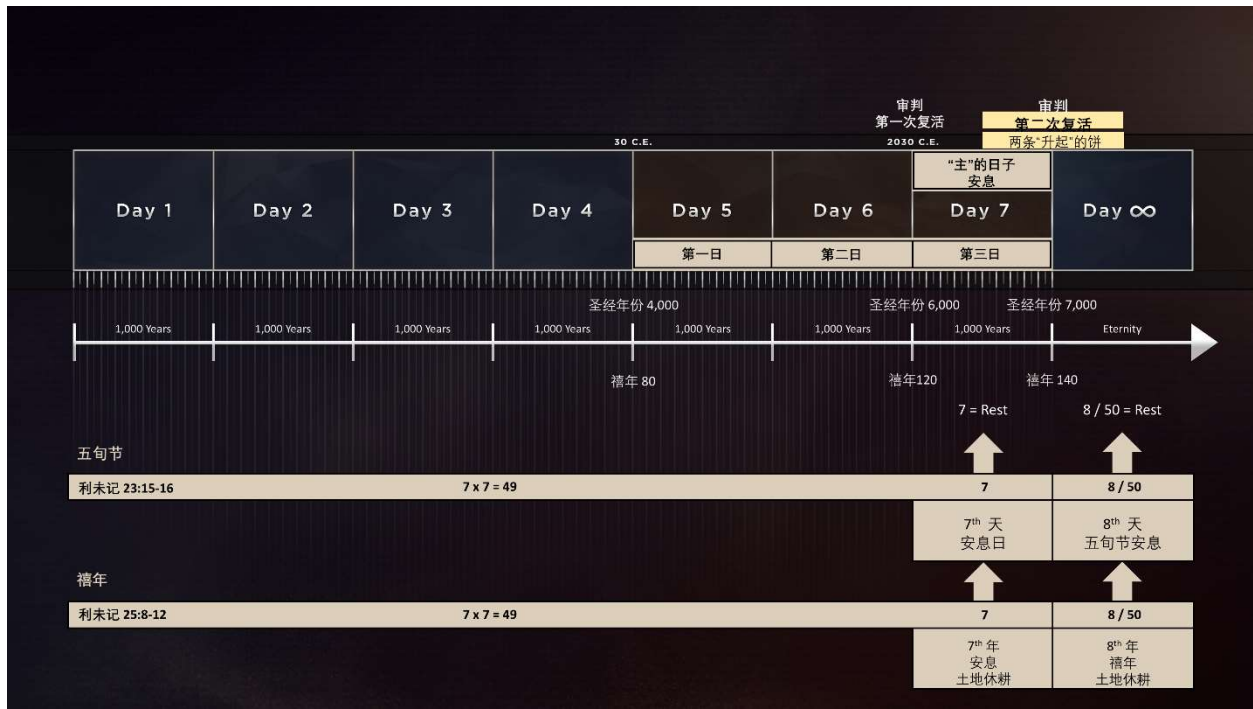 审判
第一次复活
审判
第二次复活
两条“升起”的饼
30 C.E.
2030 C.E.
“主”的日子
安息
Day 1
Day 2
Day 3
Day 4
Day 5
Day 6
Day 7
Day ∞
第一日
第二日
第三日
圣经年份 4,000
圣经年份 6,000
圣经年份 7,000
1,000 Years
1,000 Years
1,000 Years
1,000 Years
1,000 Years
1,000 Years
1,000 Years
Eternity
禧年 80
禧年120
禧年 140
7 = Rest
8 / 50 = Rest
五旬节
利未记 23:15-16
7 x 7 = 49
7
8 / 50
7th 天
安息日
8th 天
五旬节安息
禧年
利未记 25:8-12
7 x 7 = 49
7
8 / 50
7th 年
安息
土地休耕
8th 年
禧年
土地休耕